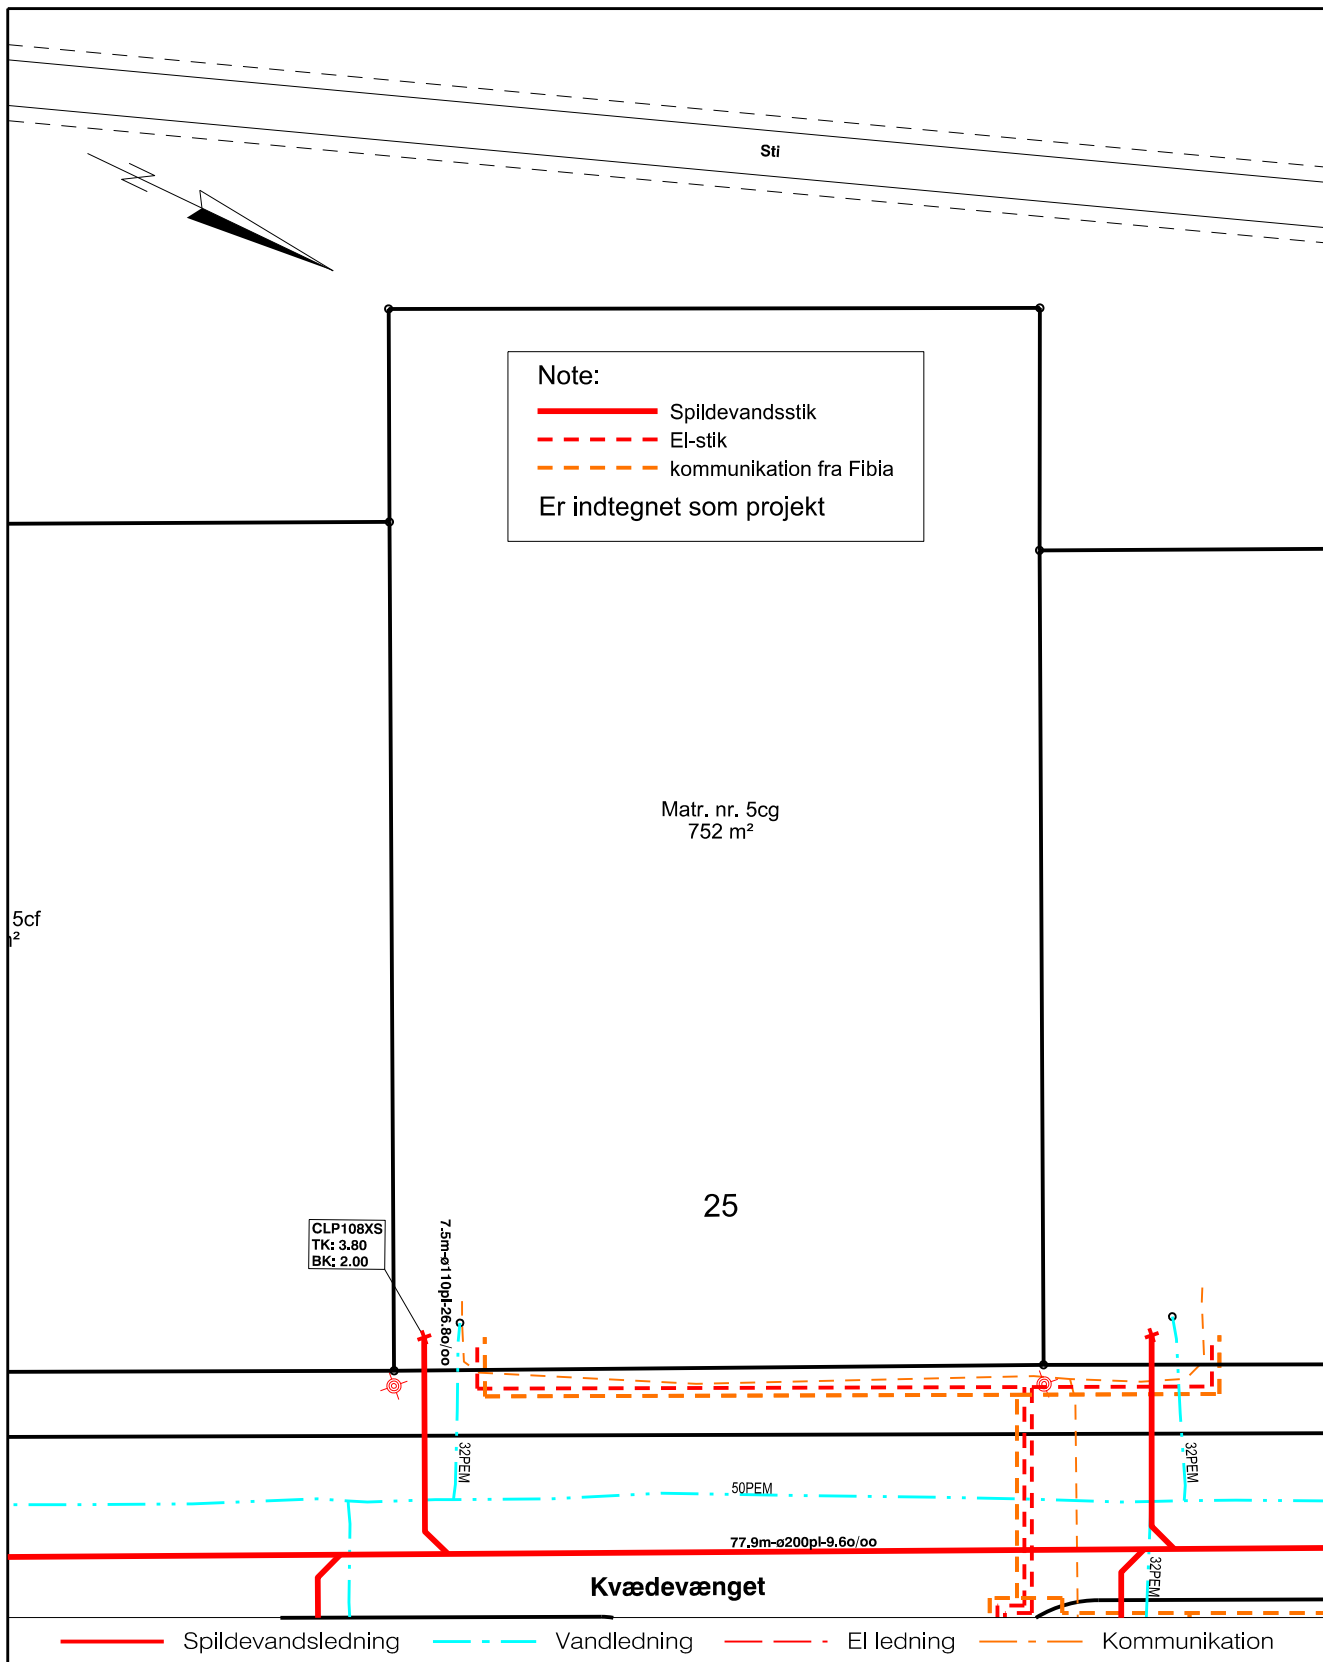 Sti
Note:
Spildevandsstik
El-stik
kommunikation fra Fibia
Er indtegnet som projekt
Matr. nr. 5cg
752 m²
5cf
m²
25
CLP108XS
TK: 3.80
BK: 2.00
7.5m-ø110pl-26.8o/oo
32PEM
32PEM
50PEM
77.9m-ø200pl-9.6o/oo
32PEM
Kvædevænget
Spildevandsledning
Vandledning
El ledning
Kommunikation